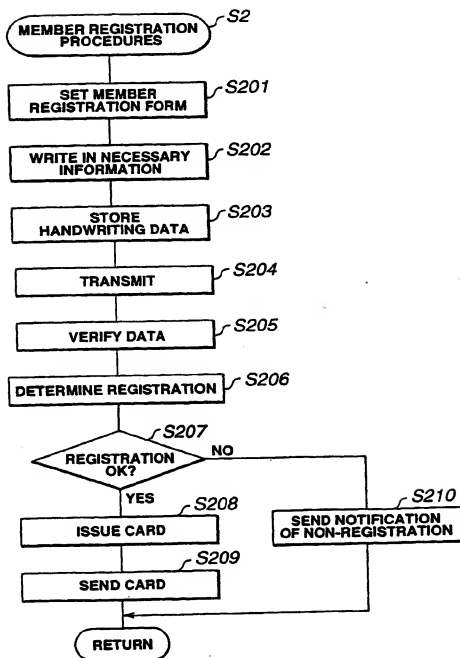 MEMBER REGISTRATION
PROCEDURES
S2
SET MEMBER
REGISTRATION FORM
S201
WRITE IN NECESSARY
INFORMATION
S202
STORE
HANDWRITING DATA
S203
TRANSMIT
S204
VERIFY DATA
S205
DETERMINE REGISTRATION
S206
S207
REGISTRATION
OK?
NO
YES
S208
ISSUE CARD
S210
SEND NOTIFICATION
OF NON-REGISTRATION
S209
SEND CARD
RETURN